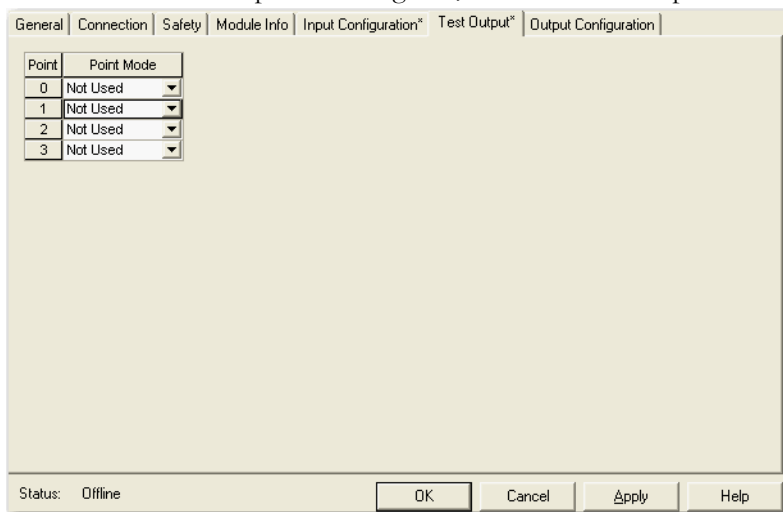 General Connection Safety Module Info Input Configuration* Test Output* Output Configuration
Point Point Mode
0 Not Used
1 Not Used
2 Not Used
3 Not Used
Status: Offline OK Cancel Apply Help